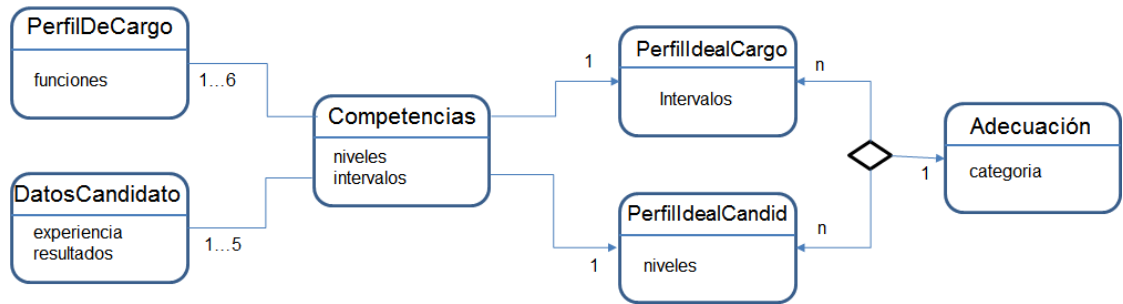 PerfilDeCargo
funciones
1...6
DatosCandidato
experiencia
resultados
1...5
Competencias
niveles
intervalos
1
PerfilIdealCargo
Intervalos
n
1
PerfilIdealCandid
niveles
n
Adecuación
categoria
1